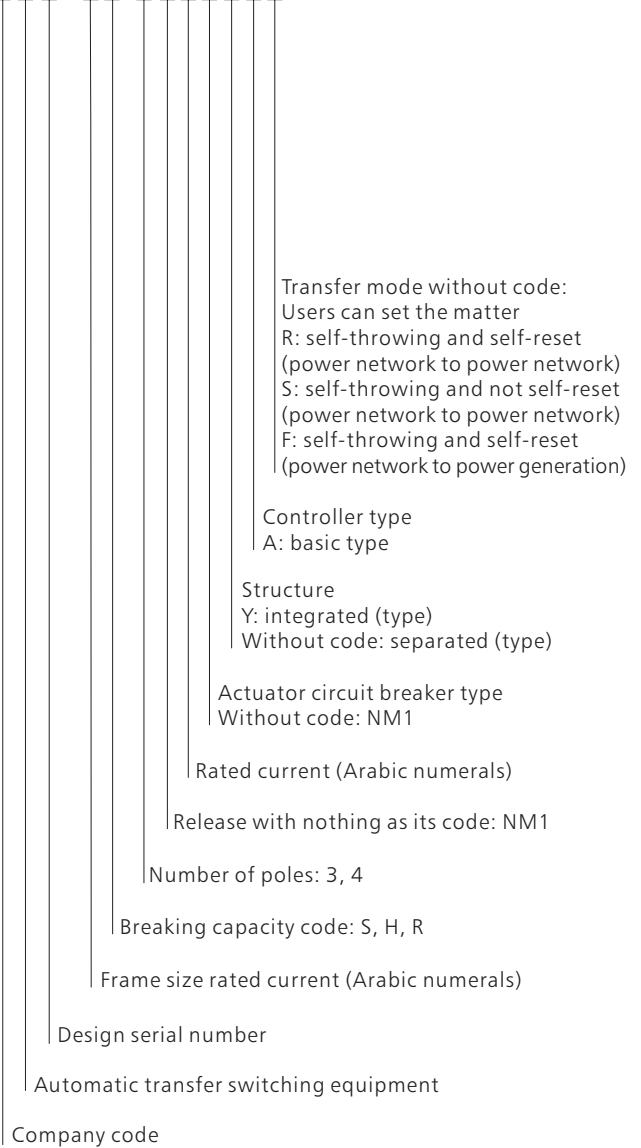 Transfer mode without code:
Users can set the matter
R: self-throwing and self-reset
(power network to power network)
S: self-throwing and not self-reset
(power network to power network)
F: self-throwing and self-reset
(power network to power generation)
Controller type
A: basic type
Structure
Y: integrated (type)
Without code: separated (type)
Actuator circuit breaker type
Without code: NM1
Rated current (Arabic numerals)
Release with nothing as its code: NM1
Number of poles: 3, 4
Breaking capacity code: S, H, R
Frame size rated current (Arabic numerals)
Design serial number
Automatic transfer switching equipment
Company code